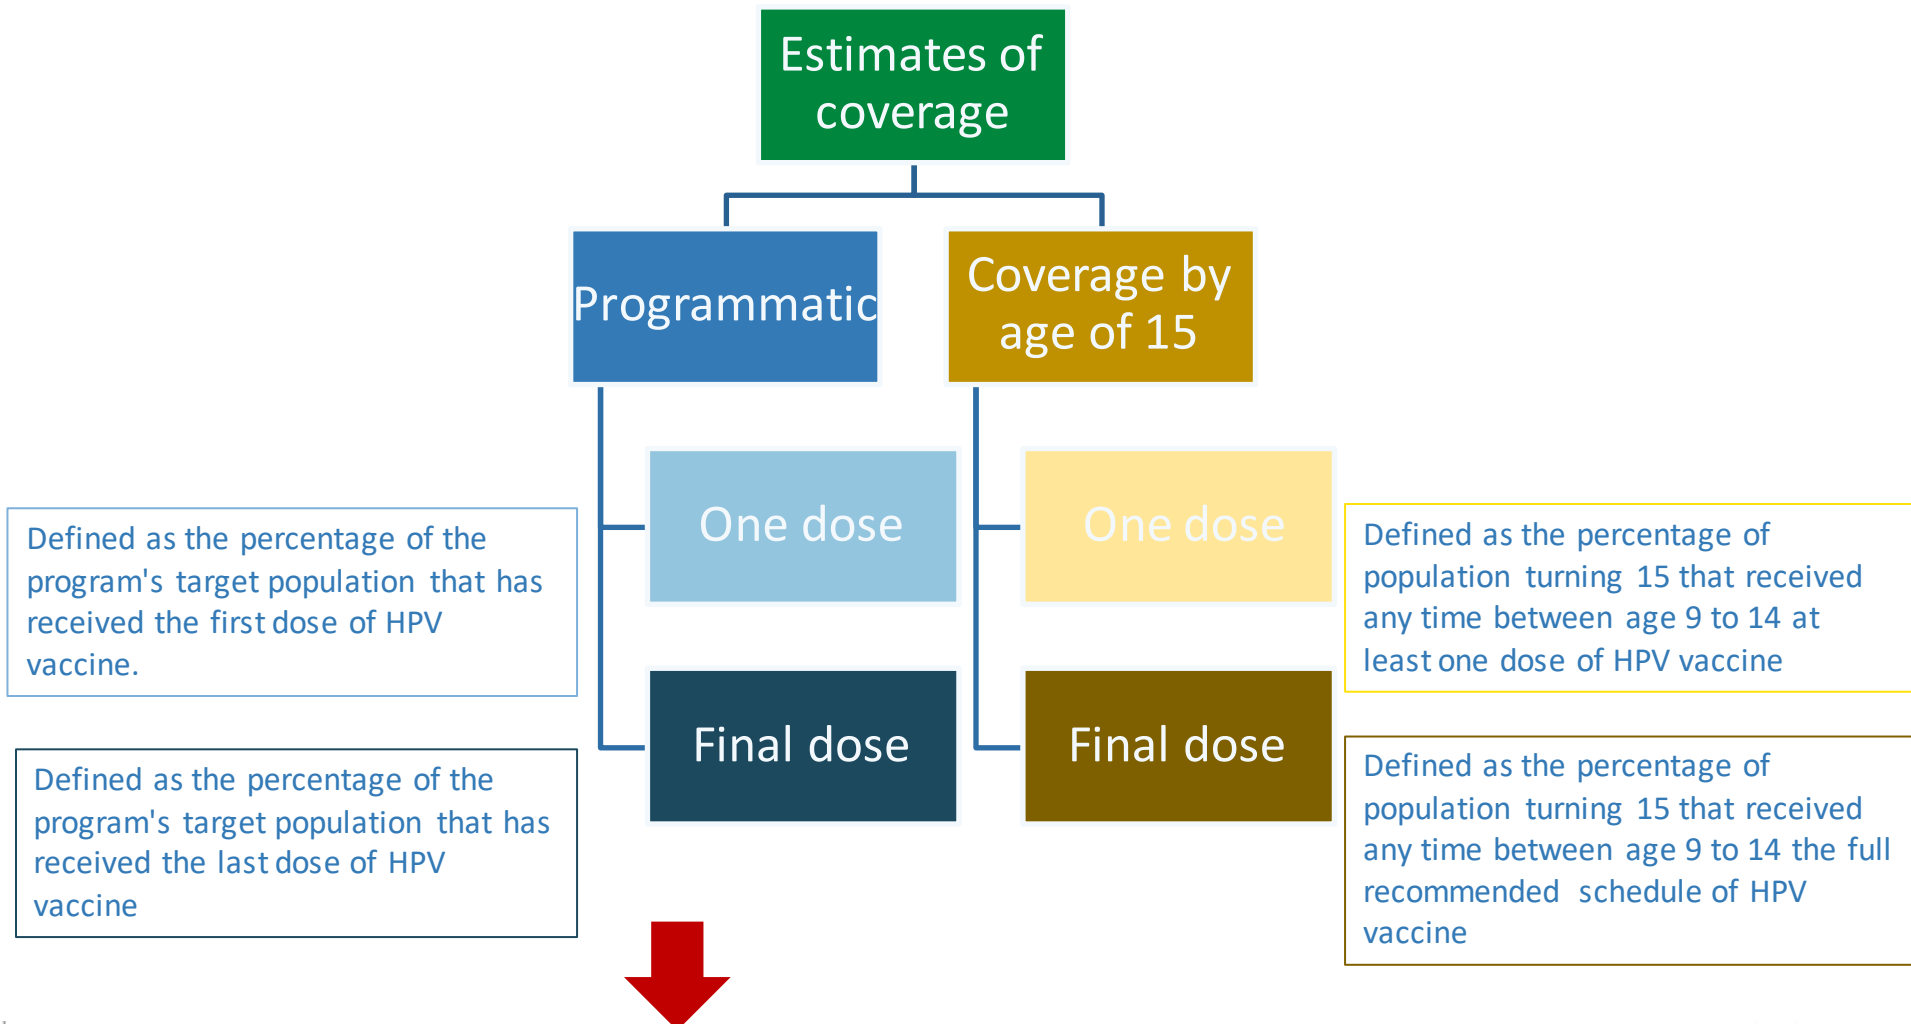 Estimates of
coverage
Programmatic
Coverage by
age of 15
One dose
One dose
Defined as the percentage of the
program's target population that has
received the first dose of HPV
vaccine.
Defined as the percentage of
population turning 15 that received
any time between age 9 to 14 at
least one dose of HPV vaccine
Final dose
Final dose
Defined as the percentage of the
program's target population that has
received the last dose of HPV
vaccine
Defined as the percentage of
population turning 15 that received
any time between age 9 to 14 the full
recommended schedule of HPV
vaccine